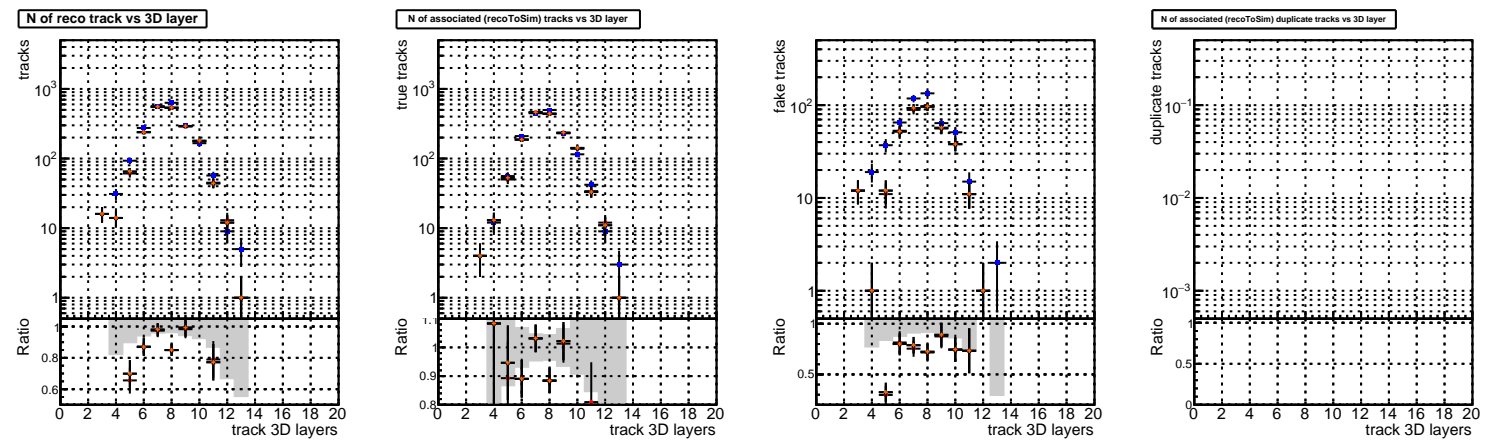 N of reco track vs 3D layer
tracks
10³
10²
10
1
Ratio
1
0.8
0.6
0 2 4 6 8 10 12 14 16 18 20
track 3D layers
N of associated (recoToSim) tracks vs 3D layer
true tracks
10³
10²
10
1
Ratio
1.1
1
0.9
0.8
0 2 4 6 8 10 12 14 16 18 20
track 3D layers
fake tracks
10²
10
1
Ratio
1
0.5
0 2 4 6 8 10 12 14 16 18 20
track 3D layers
N of associated (recoToSim) duplicate tracks vs 3D layer
duplicate tracks
10⁻¹
10⁻²
10⁻³
Ratio
1
0.5
0
0 2 4 6 8 10 12 14 16 18 20
track 3D layers